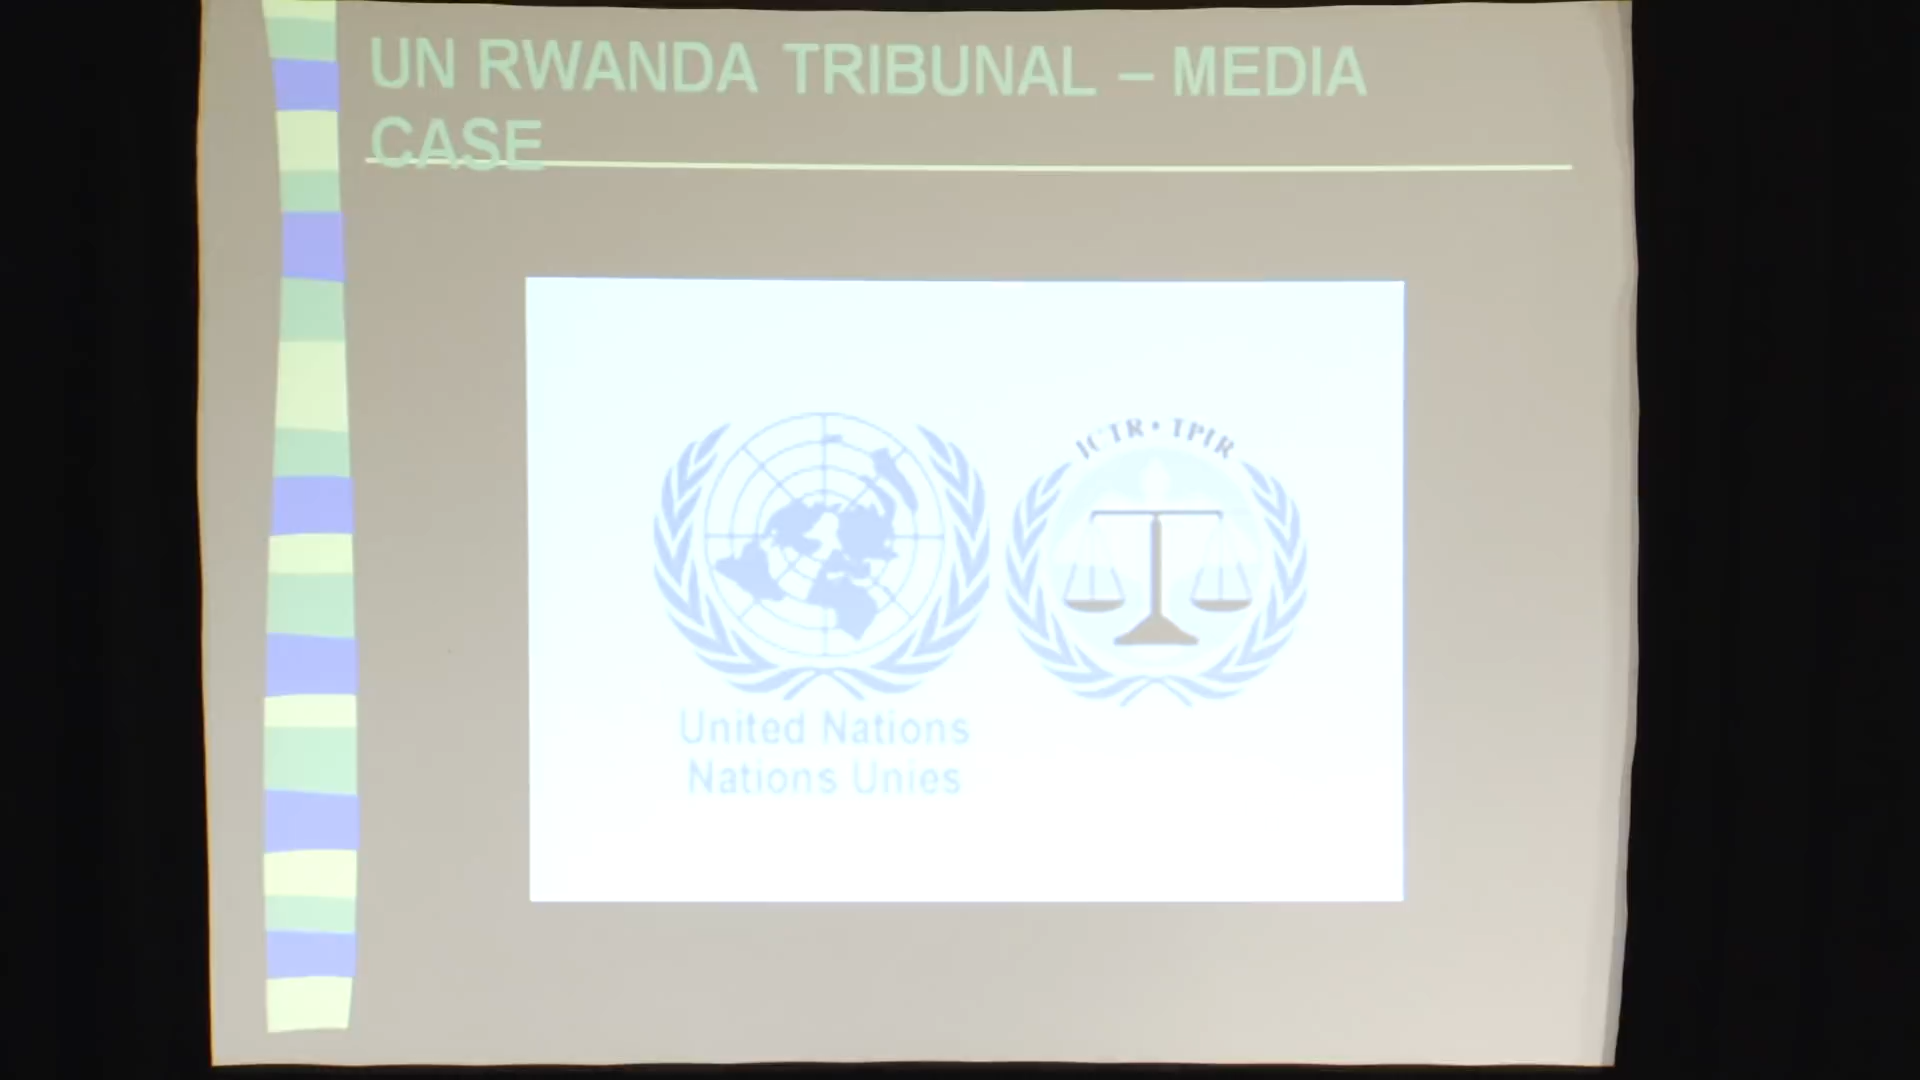 UN RWANDA TRIBUNAL – MEDIA
CASE
ICTR • TPIR
United Nations
Nations Unies